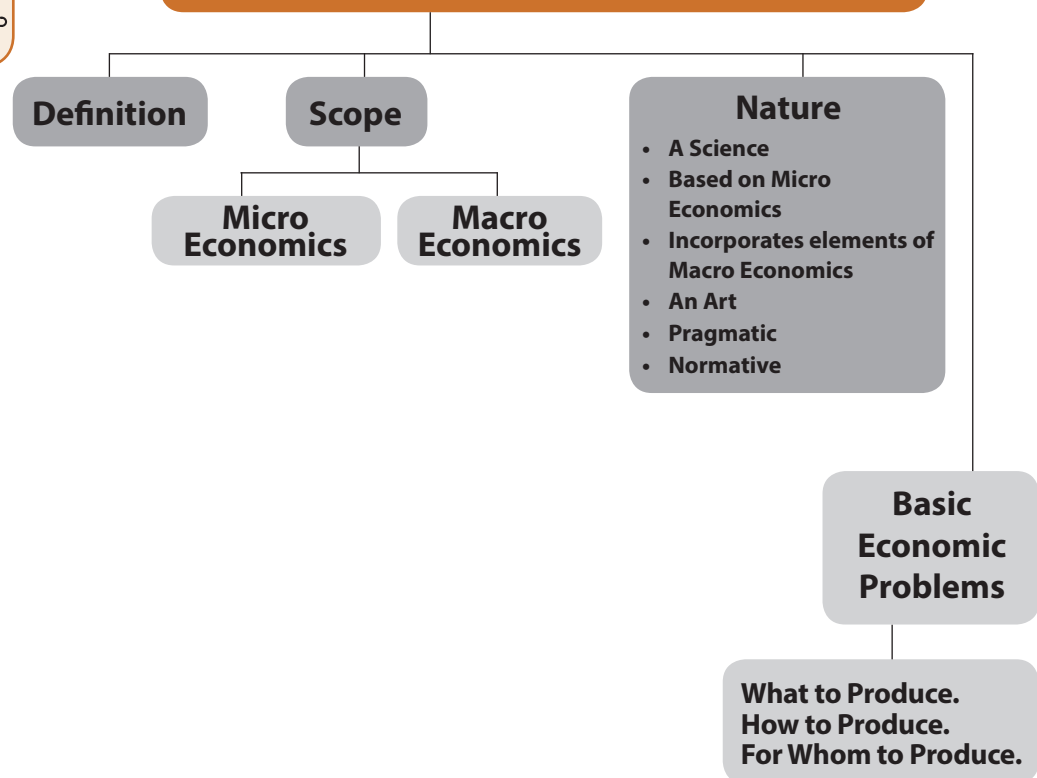 Definition
Scope
Micro
Economics
Macro
Economics
Nature
• A Science
• Based on Micro
Economics
• Incorporates elements of
Macro Economics
• An Art
• Pragmatic
• Normative
Basic
Economic
Problems
What to Produce.
How to Produce.
For Whom to Produce.